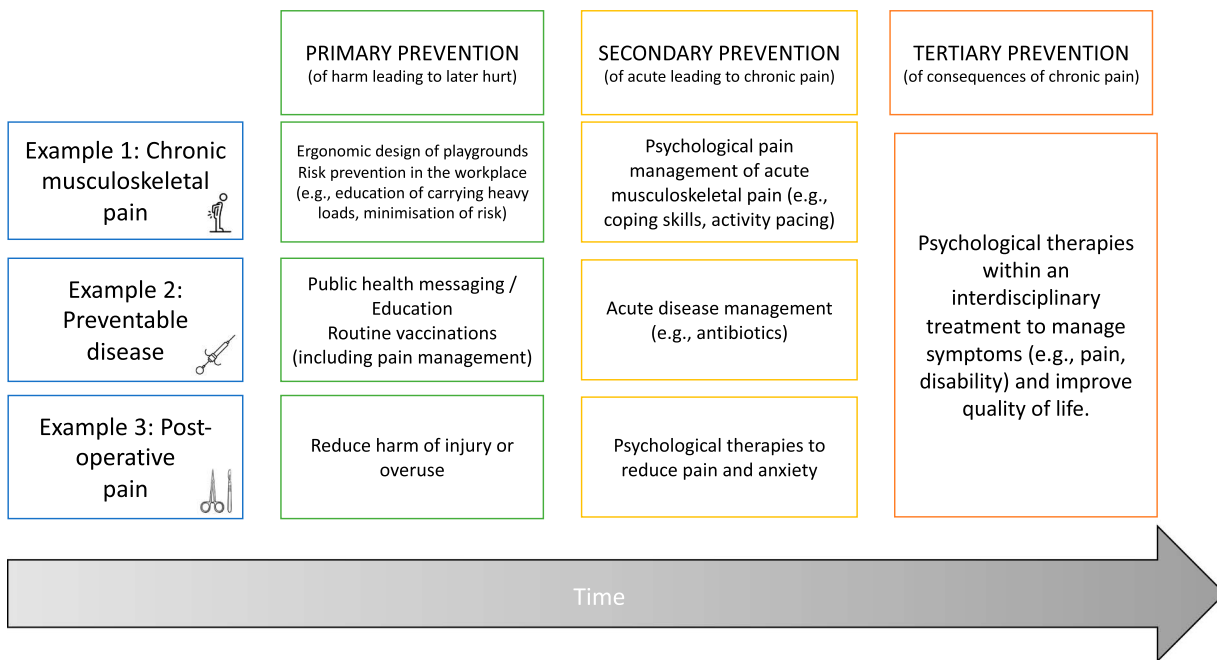 PRIMARY PREVENTION
(of harm leading to later hurt)
SECONDARY PREVENTION
(of acute leading to chronic pain)
TERTIARY PREVENTION
(of consequences of chronic pain)
Example 1: Chronic
musculoskeletal
pain
Ergonomic design of playgrounds
Risk prevention in the workplace
(e.g., education of carrying heavy
loads, minimisation of risk)
Psychological pain
management of acute
musculoskeletal pain (e.g.,
coping skills, activity pacing)
Psychological therapies
within an
interdisciplinary
treatment to manage
symptoms (e.g., pain,
disability) and improve
quality of life.
Example 2:
Preventable
disease
Public health messaging /
Education
Routine vaccinations
(including pain management)
Acute disease management
(e.g., antibiotics)
Example 3: Post-
operative
pain
Reduce harm of injury or
overuse
Psychological therapies to
reduce pain and anxiety
Time